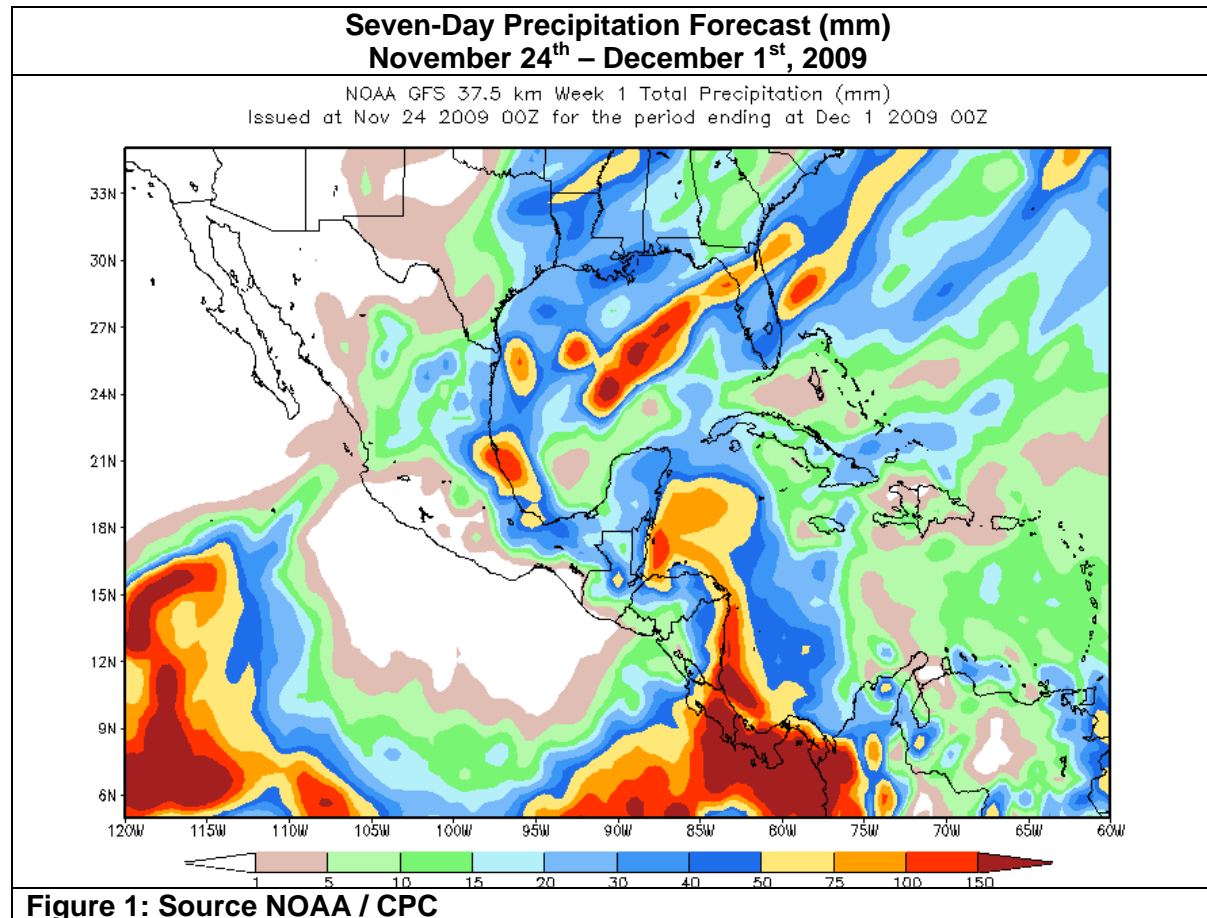 Seven-Day Precipitation Forecast (mm)
November 24th – December 1st, 2009
NOAA GFS 37.5 km Week 1 Total Precipitation (mm)
Issued at Nov 24 2009 00Z for the period ending at Dec 1 2009 00Z
33N
30N
27N
24N
21N
18N
15N
12N
9N
6N
120W 115W 110W 105W 100W 95W 90W 85W 80W 75W 70W 65W 60W
1 5 10 15 20 30 40 50 75 100 150
Figure 1: Source NOAA / CPC